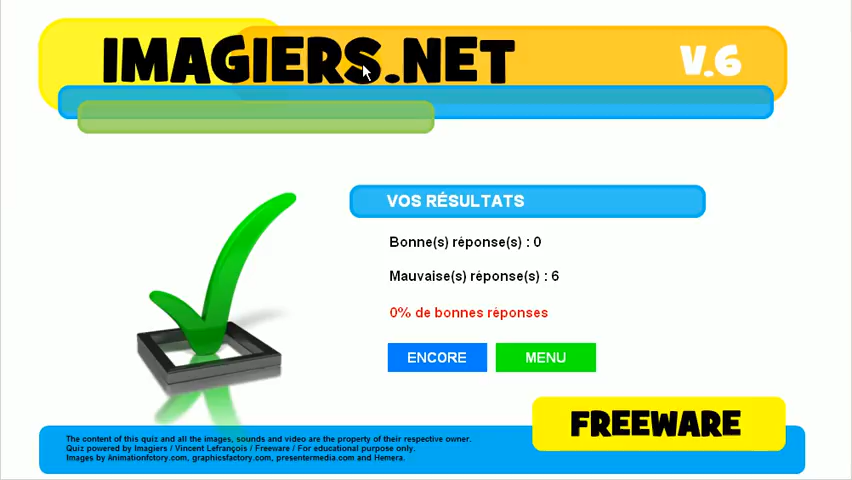 IMAGIERS.NET
V.6
VOS RÉSULTATS
Bonne(s) réponse(s) : 0
Mauvaise(s) réponse(s) : 6
0% de bonnes réponses
ENCORE
MENU
FREEWARE
The content of this quiz and all the images, sounds and video are the property of their respective owner.
Quiz powered by Imagiers / Vincent Lefrançois / Freeware / For educational purpose only.
Images by Animationfctory.com, graphicsfactory.com, presentermedia.com and Hemera.